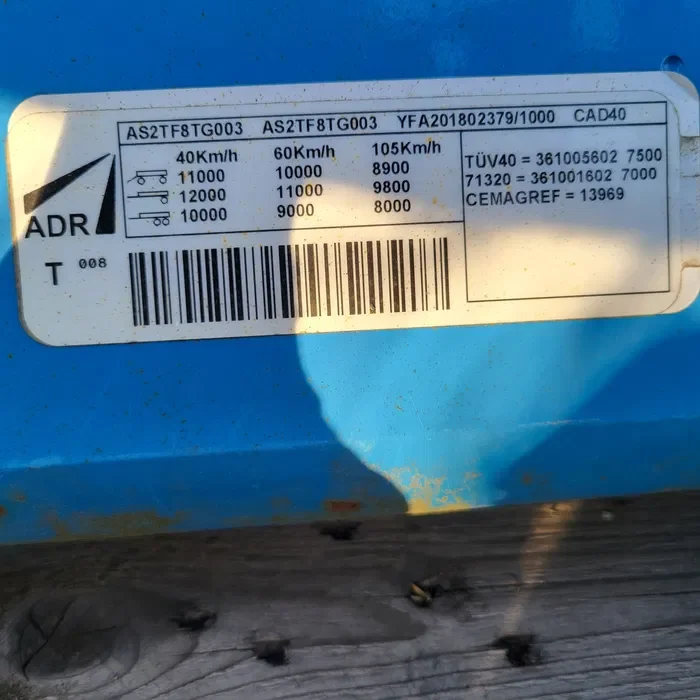 AS2TF8TG003 AS2TF8TG003 YFA201802379/1000 CAD40
40Km/h 60Km/h 105Km/h
11000 10000 8900
12000 11000 9800
10000 9000 8000
TÜV40 = 361005602 7500
71320 = 361001602 7000
CEMAGREF = 13969
ADR
T 008